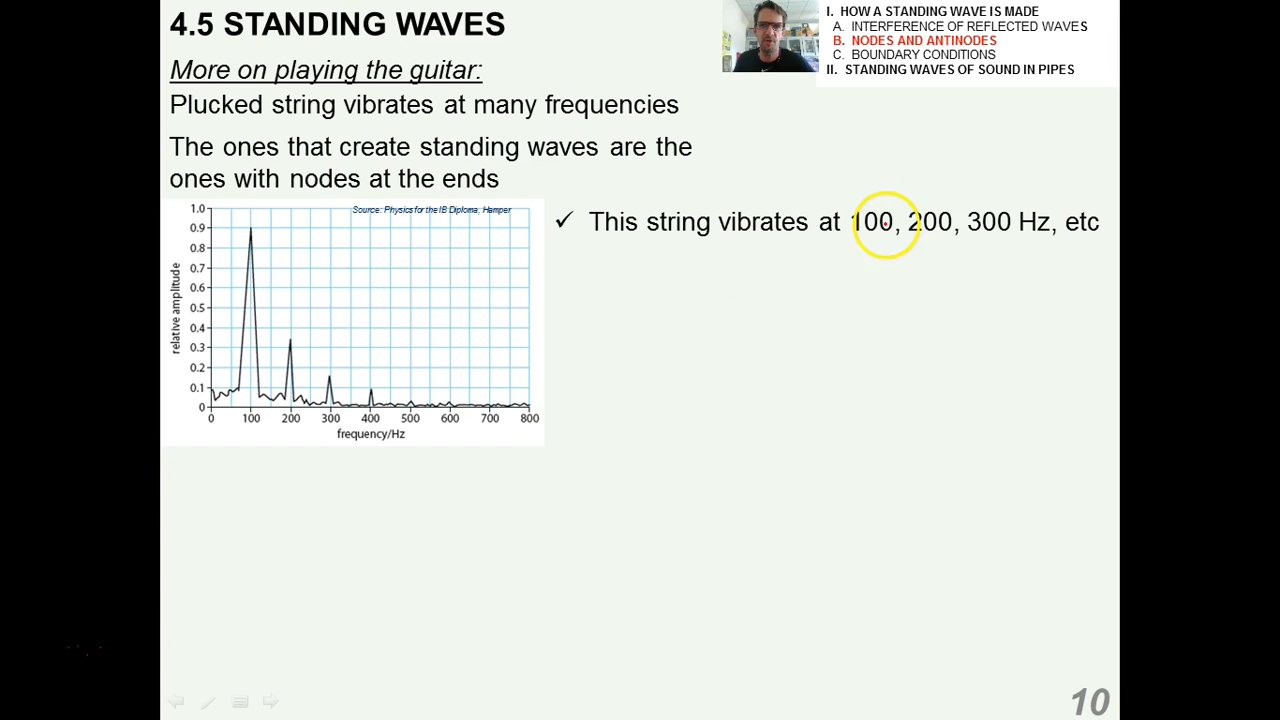 4.5 STANDING WAVES
I. HOW A STANDING WAVE IS MADE
A. INTERFERENCE OF REFLECTED WAVES
B. NODES AND ANTINODES
C. BOUNDARY CONDITIONS
II. STANDING WAVES OF SOUND IN PIPES
More on playing the guitar:
Plucked string vibrates at many frequencies
The ones that create standing waves are the
ones with nodes at the ends
Source: Physics for the IB Diploma, Hamper
✓ This string vibrates at 100, 200, 300 Hz, etc
relative amplitude
1.0
0.9
0.8
0.7
0.6
0.5
0.4
0.3
0.2
0.1
0
0 100 200 300 400 500 600 700 800
frequency/Hz
10